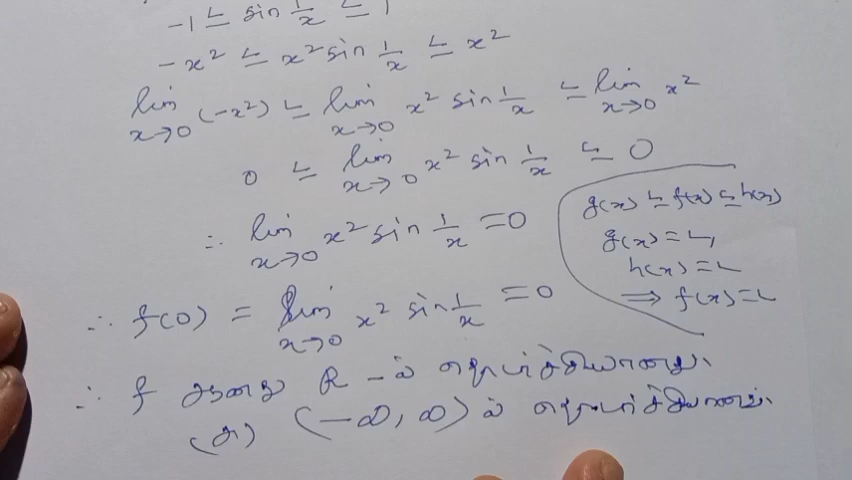 -1 ≤ sin 1/x ≤ 1
-x² ≤ x² sin 1/x ≤ x²
lim x→0 (-x²) ≤ lim x→0 x² sin 1/x ≤ lim x→0 x²
0 ≤ lim x→0 x² sin 1/x ≤ 0
∴ lim x→0 x² sin 1/x = 0
g(x) ≤ f(x) ≤ h(x)
g(x) = L,
h(x) = L
⟹ f(x) = L
∴ f(0) = lim x→0 x² sin 1/x = 0
∴ f ஆனது R -ல் தொடர்ச்சியானது.
(அ) (-∞, ∞) ல் தொடர்ச்சியானது.